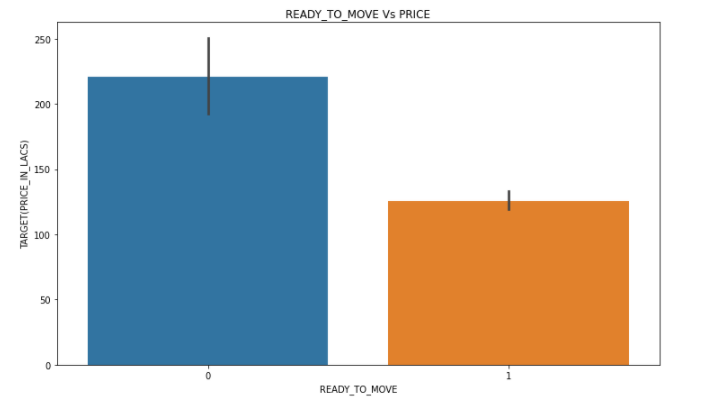 READY_TO_MOVE Vs PRICE
TARGET(PRICE_IN_LACS)
250
200
150
100
50
0
0 1
READY_TO_MOVE